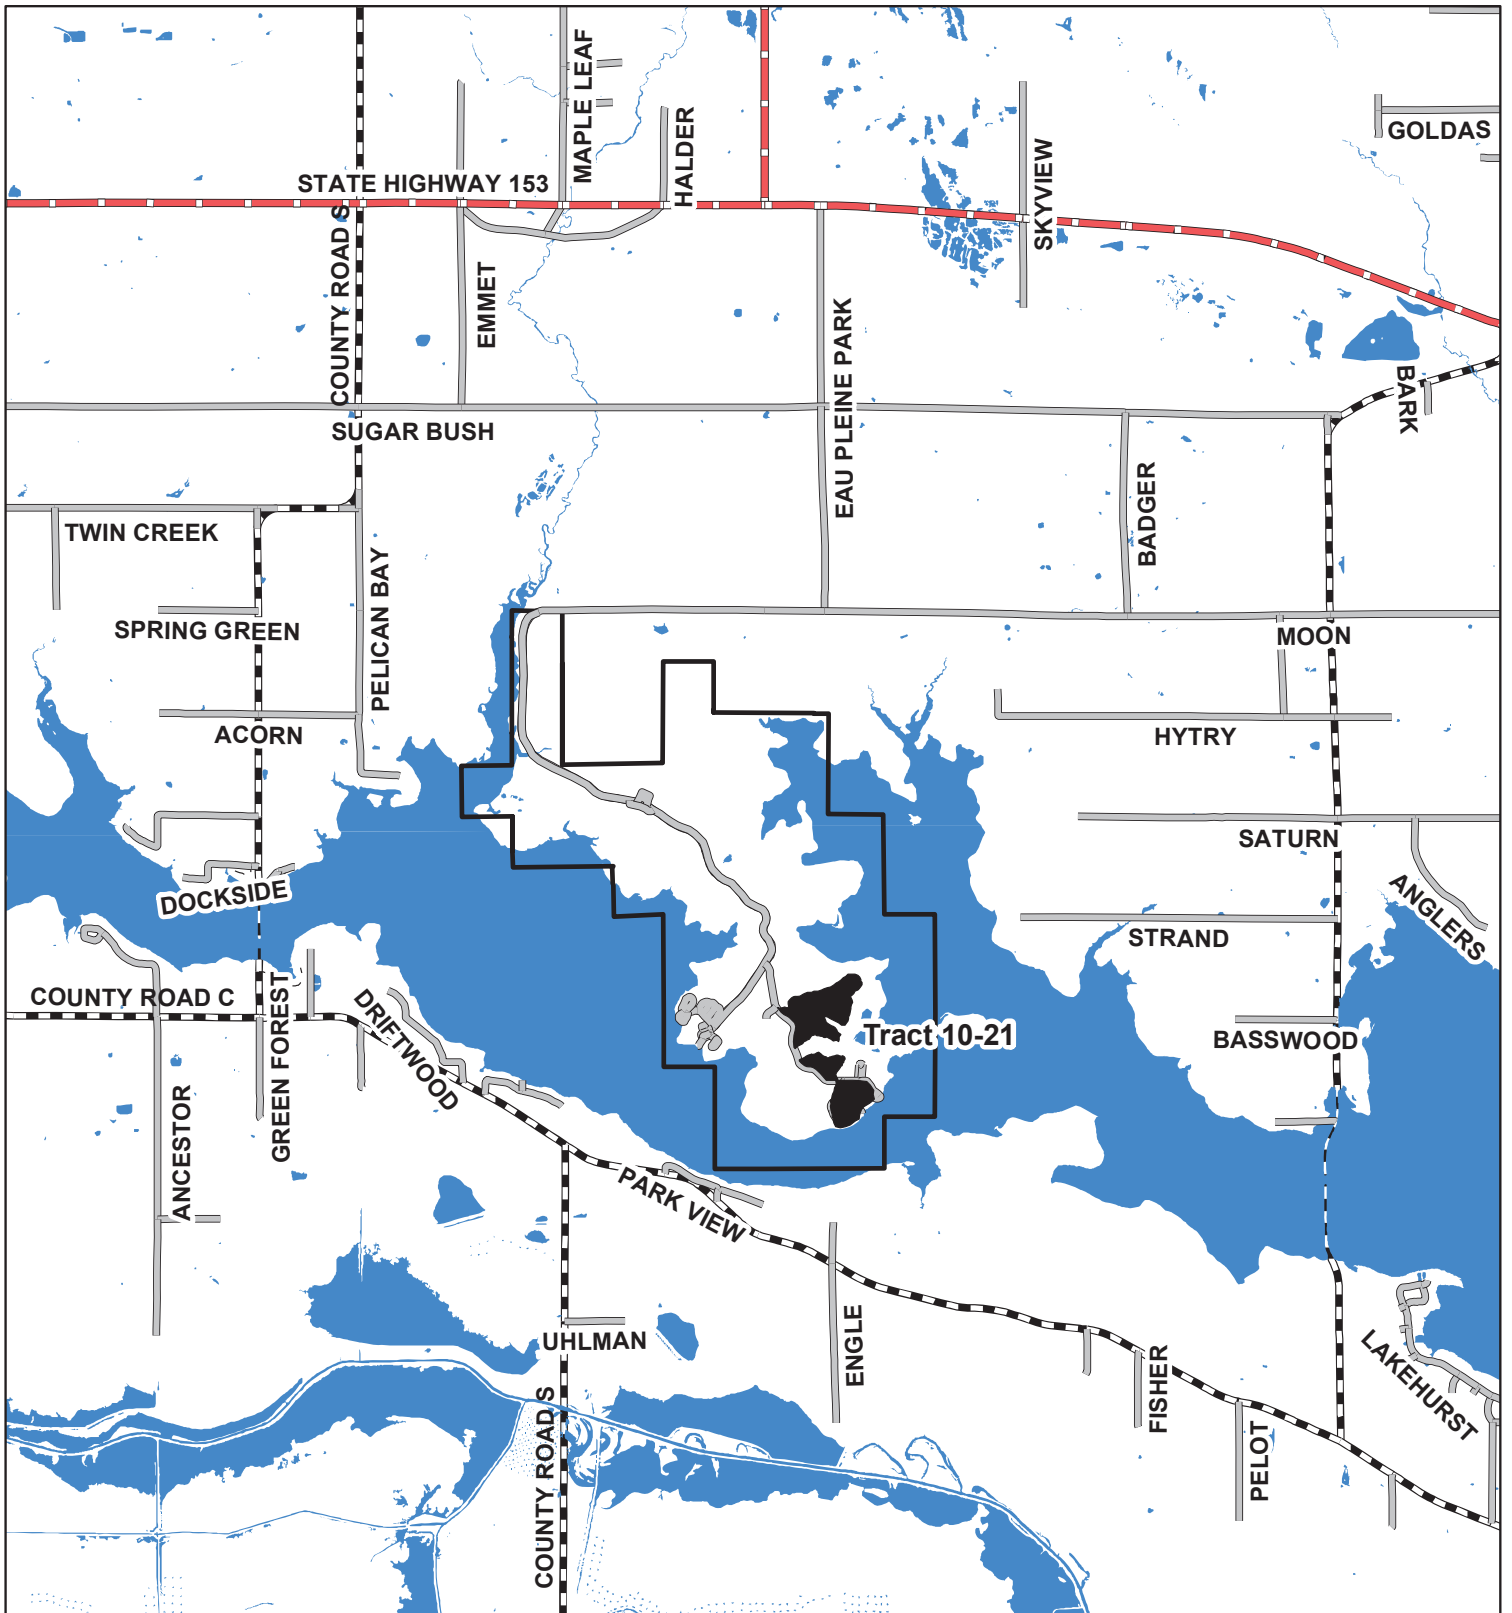 MAPLE LEAF
HALDER
GOLDAS
STATE HIGHWAY 153
SKYVIEW
COUNTY ROAD S
EMMET
EAU PLEINE PARK
BARK
SUGAR BUSH
BADGER
TWIN CREEK
PELICAN BAY
SPRING GREEN
MOON
ACORN
HYTRY
SATURN
DOCKSIDE
ANGLERS
STRAND
COUNTY ROAD C
GREEN FOREST
DRIFTWOOD
Tract 10-21
BASSWOOD
ANCESTOR
PARK VIEW
UHLMAN
ENGLE
FISHER
LAKEHURST
COUNTY ROAD S
PELOT